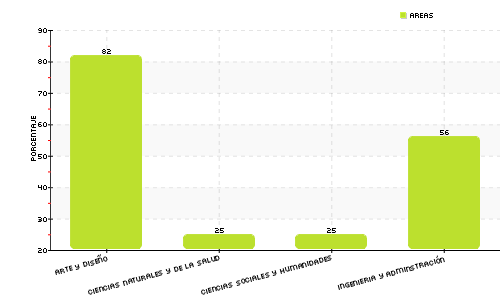 AREAS
PORCENTAJE
90
80
70
60
50
40
30
20
82
25
25
56
ARTE Y DISEÑO
CIENCIAS NATURALES Y DE LA SALUD
CIENCIAS SOCIALES Y HUMANIDADES
INGENIERIA Y ADMINSTRACIÓN